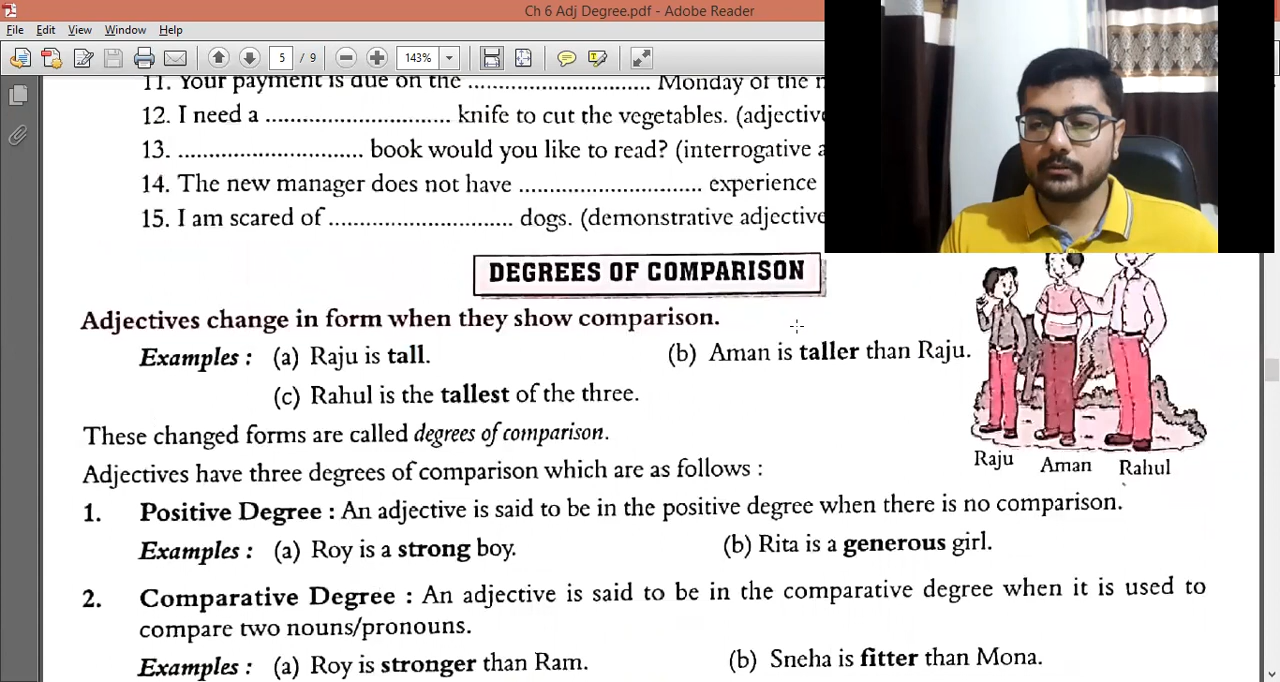 Ch 6 Adj Degree.pdf - Adobe Reader
File Edit View Window Help
5 / 9 143%
11. Your payment is due on the .............................. Monday of the
12. I need a .............................. knife to cut the vegetables. (adjective
13. .............................. book would you like to read? (interrogative a
14. The new manager does not have .............................. experience
15. I am scared of .............................. dogs. (demonstrative adjective
DEGREES OF COMPARISON
Adjectives change in form when they show comparison.
Examples : (a) Raju is tall. (b) Aman is taller than Raju.
(c) Rahul is the tallest of the three.
These changed forms are called degrees of comparison.
Raju Aman Rahul
Adjectives have three degrees of comparison which are as follows :
1. Positive Degree : An adjective is said to be in the positive degree when there is no comparison.
Examples : (a) Roy is a strong boy. (b) Rita is a generous girl.
2. Comparative Degree : An adjective is said to be in the comparative degree when it is used to
compare two nouns/pronouns.
Examples : (a) Roy is stronger than Ram. (b) Sneha is fitter than Mona.